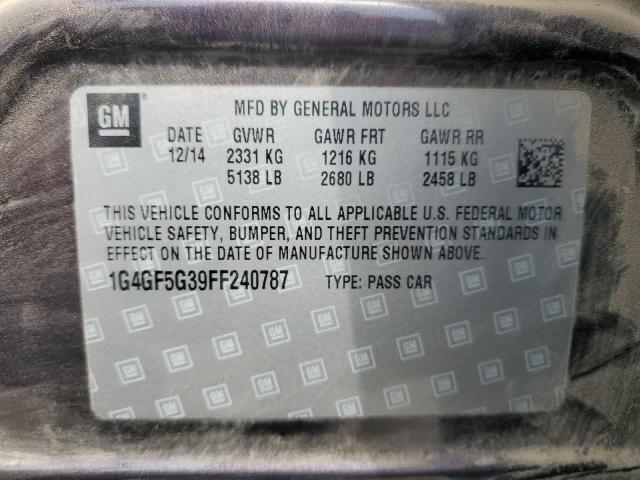 GM
MFD BY GENERAL MOTORS LLC
DATE GVWR GAWR FRT GAWR RR
12/14 2331 KG 1216 KG 1115 KG
5138 LB 2680 LB 2458 LB
THIS VEHICLE CONFORMS TO ALL APPLICABLE U.S. FEDERAL MOTOR
VEHICLE SAFETY, BUMPER, AND THEFT PREVENTION STANDARDS IN
EFFECT ON THE DATE OF MANUFACTURE SHOWN ABOVE.
1G4GF5G39FF240787 TYPE: PASS CAR